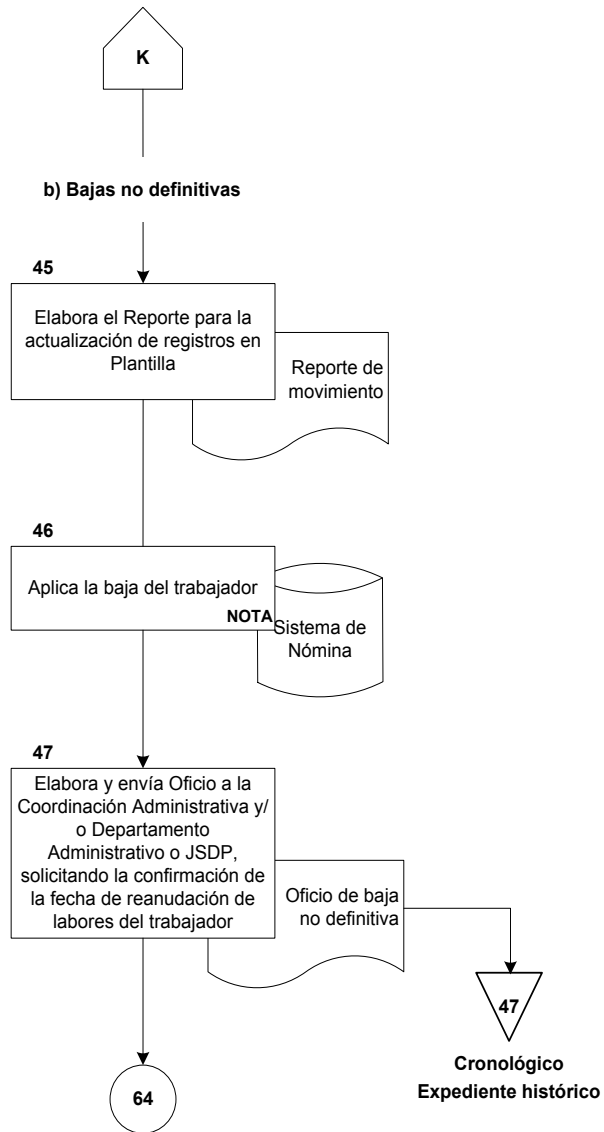 K
b) Bajas no definitivas
45
Elabora el Reporte para la
actualización de registros en
Plantilla
Reporte de
movimiento
46
Aplica la baja del trabajador
NOTA
Sistema de
Nómina
47
Elabora y envía Oficio a la
Coordinación Administrativa y/
o Departamento
Administrativo o JSDP,
solicitando la confirmación de
la fecha de reanudación de
labores del trabajador
Oficio de baja
no definitiva
47
Cronológico
Expediente histórico
64